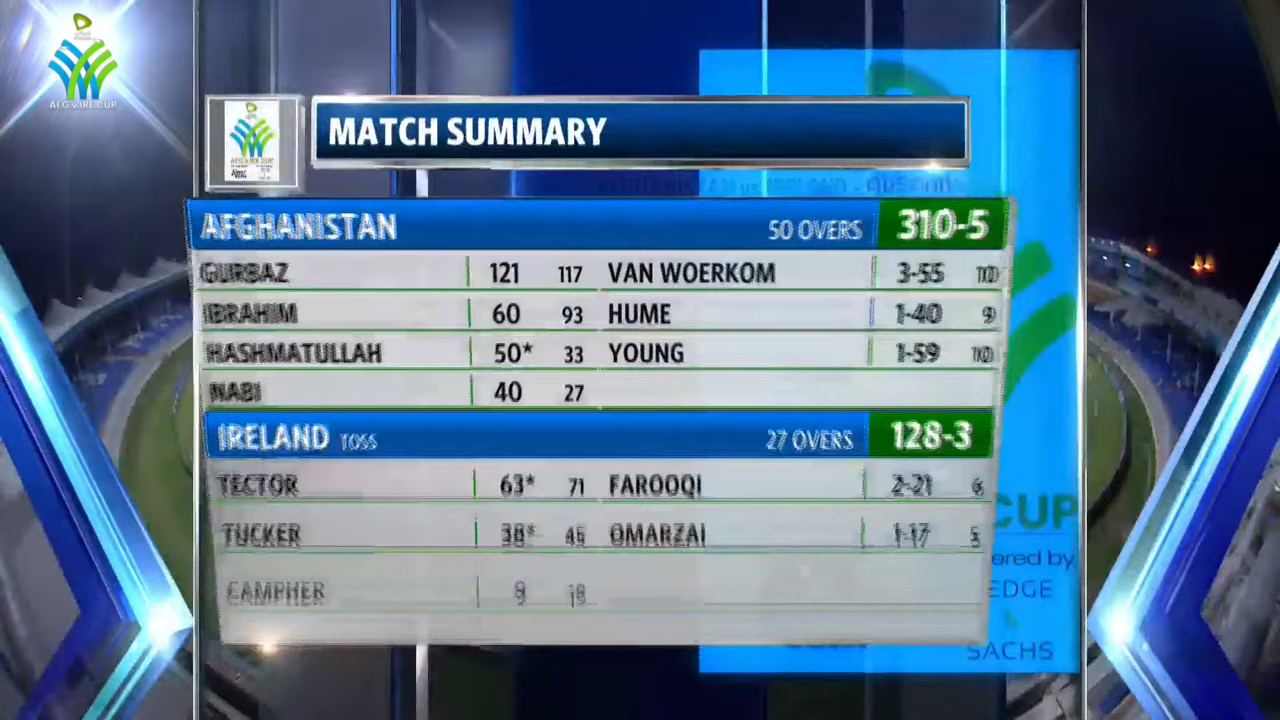 AFG v IRE CUP
MATCH SUMMARY
AFGHANISTAN 50 OVERS 310-5
GURBAZ 121 117 VAN WOERKOM 3-55 10
IBRAHIM 60 93 HUME 1-40 9
HASHMATULLAH 50* 33 YOUNG 1-59 10
NABI 40 27
IRELAND TOSS 27 OVERS 128-3
TECTOR 63* 71 FAROOQI 2-21 6
TUCKER 38* 45 OMARZAI 1-17 5
CAMPHER 18
CUP
ered by
EDGE
SACHS